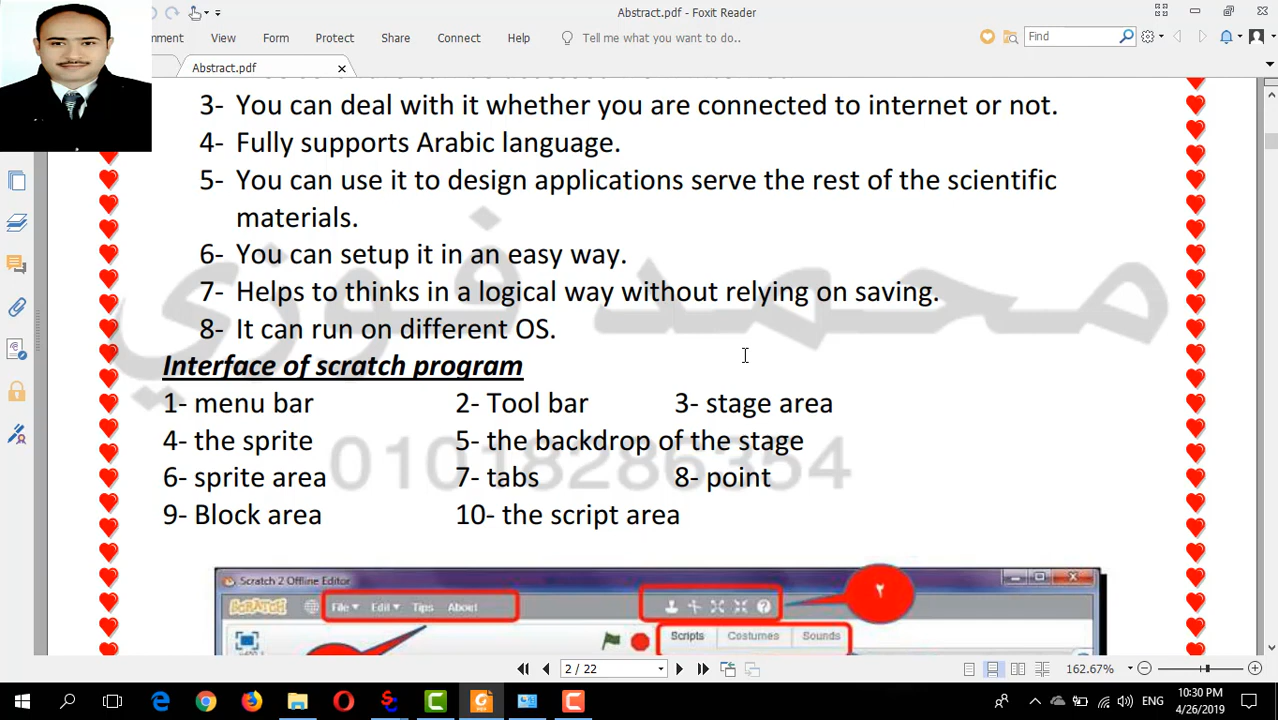 Abstract.pdf - Foxit Reader
mment View Form Protect Share Connect Help Tell me what you want to do.. Find
Abstract.pdf
3- You can deal with it whether you are connected to internet or not.
4- Fully supports Arabic language.
5- You can use it to design applications serve the rest of the scientific
materials.
6- You can setup it in an easy way.
محمد فوزي
7- Helps to thinks in a logical way without relying on saving.
8- It can run on different OS.
Interface of scratch program
1- menu bar 2- Tool bar 3- stage area
4- the sprite 5- the backdrop of the stage
01018286354
6- sprite area 7- tabs 8- point
9- Block area 10- the script area
Scratch 2 Offline Editor
SCRATCH File Edit Tips About ٢
Scripts Costumes Sounds
2 / 22 162.67%
ENG 10:30 PM
4/26/2019